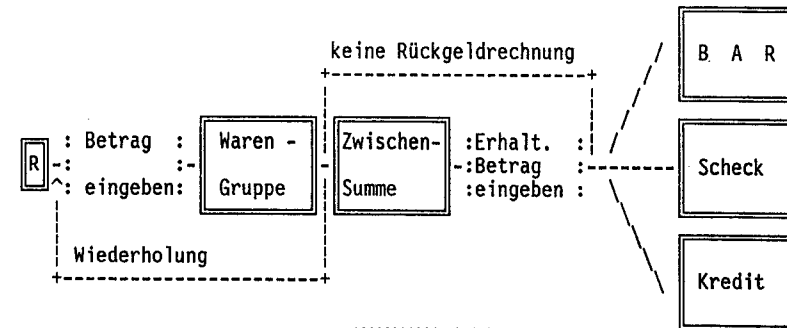 keine Rückgeldrechnung
B A R
R
: Betrag :
eingeben:
Waren -
Gruppe
Zwischen-
Summe
:Erhalt. :
:Betrag :
:eingeben :
Scheck
Wiederholung
Kredit